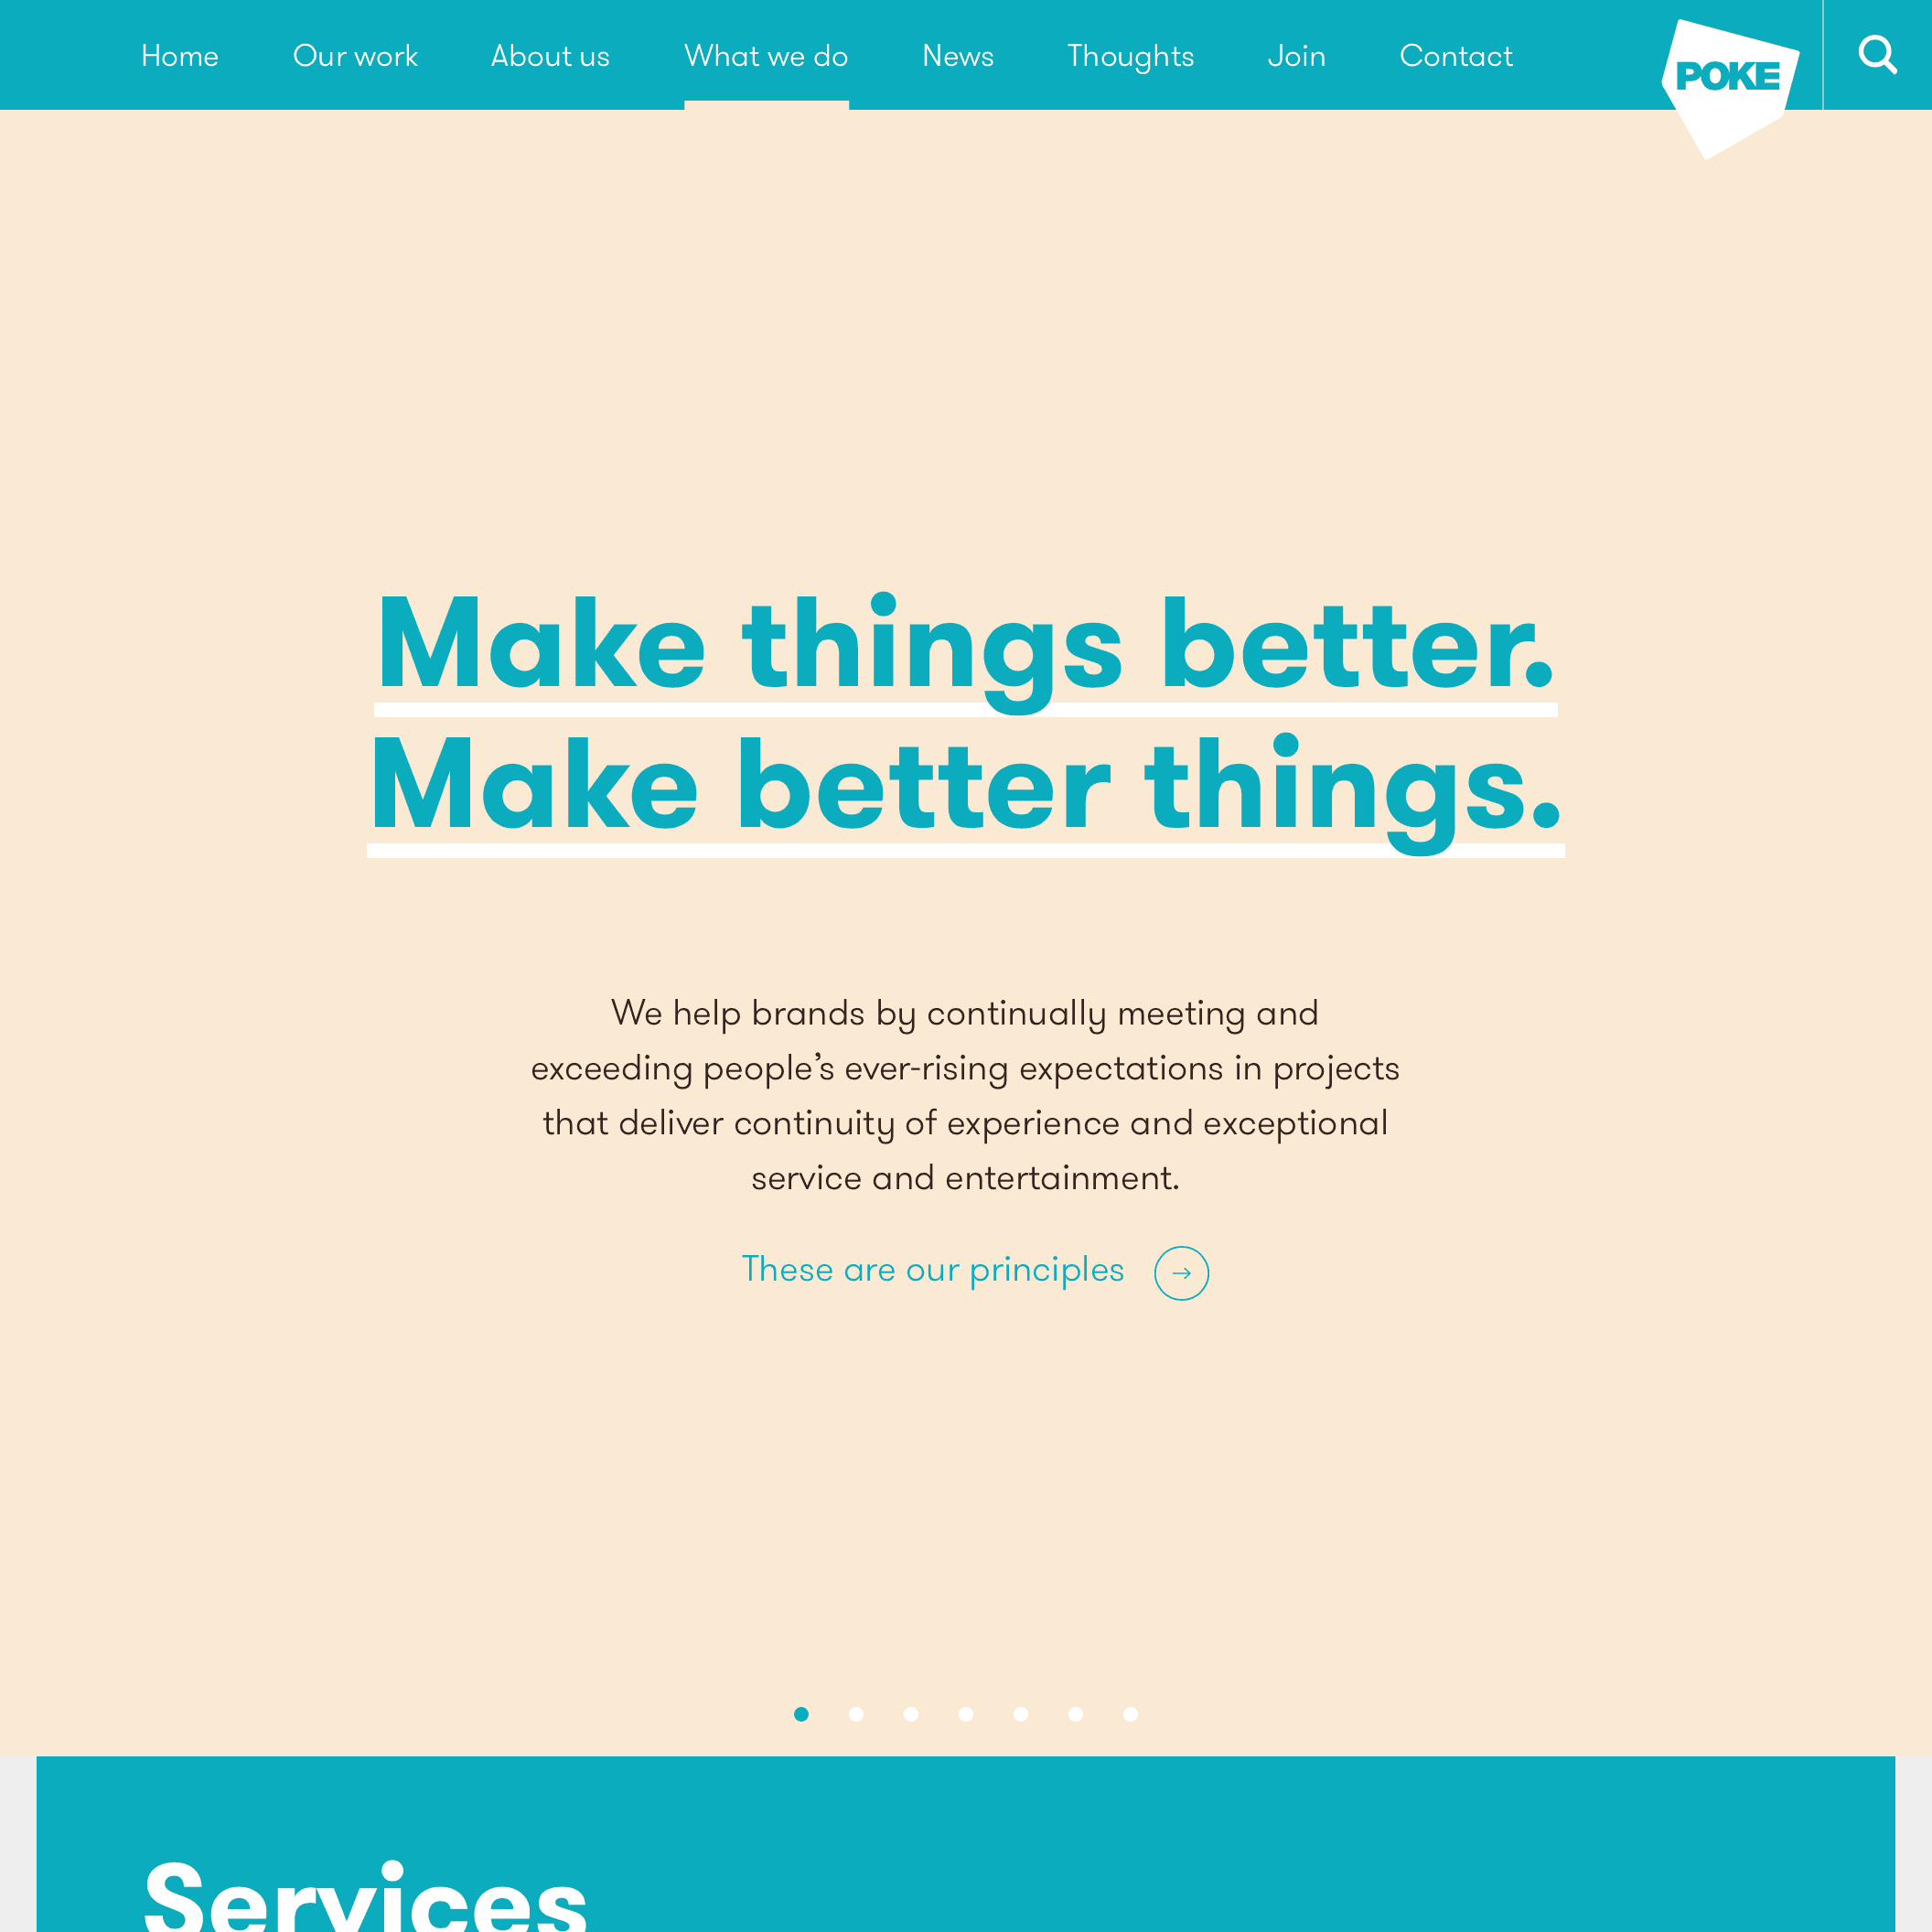 Home Our work About us What we do News Thoughts Join Contact POKE
Make things better.
Make better things.
We help brands by continually meeting and
exceeding people’s ever-rising expectations in projects
that deliver continuity of experience and exceptional
service and entertainment.
These are our principles
Services